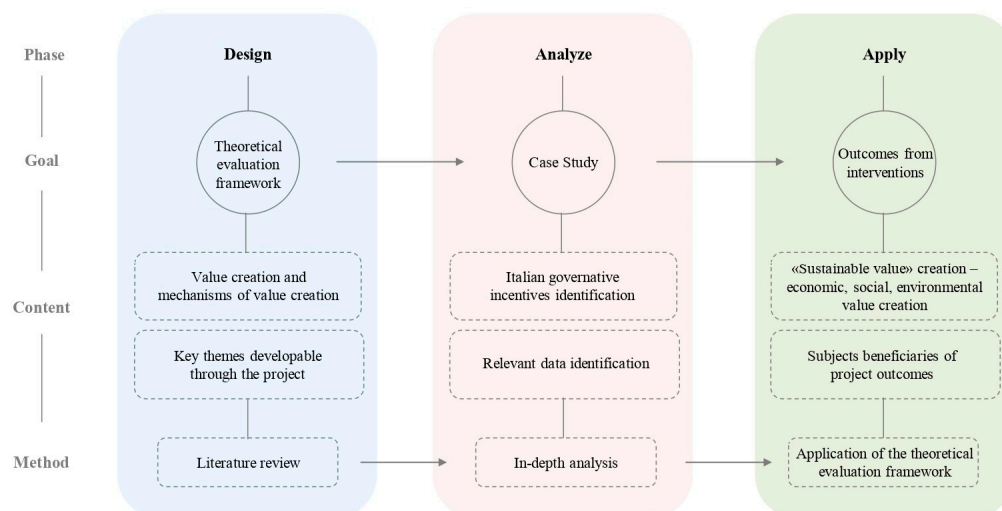 Phase
Design
Analyze
Apply
Goal
Theoretical
evaluation
framework
Case Study
Outcomes from
interventions
Content
Value creation and
mechanisms of value creation
Italian governative
incentives identification
«Sustainable value» creation –
economic, social, environmental
value creation
Key themes developable
through the project
Relevant data identification
Subjects beneficiaries of
project outcomes
Method
Literature review
In-depth analysis
Application of the theoretical
evaluation framework